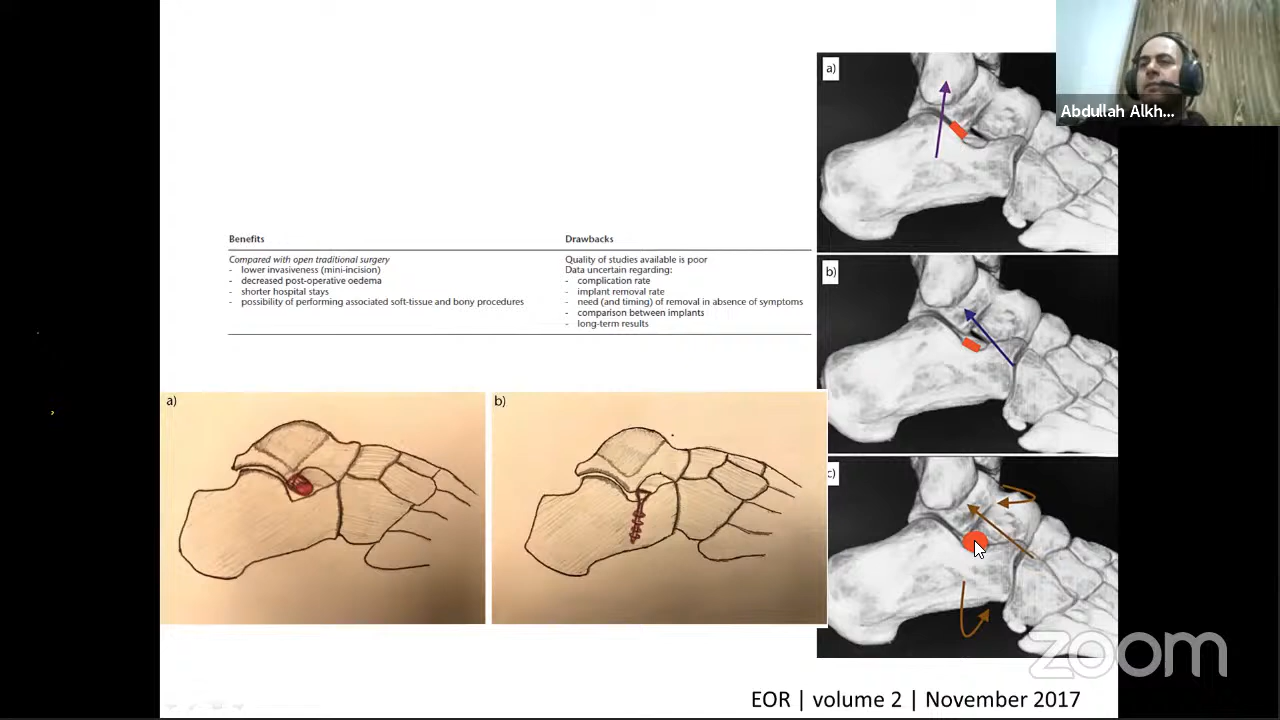 a)
Abdullah Alkh...
Benefits
Drawbacks
Compared with open traditional surgery
- lower invasiveness (mini-incision)
- decreased post-operative oedema
- shorter hospital stays
- possibility of performing associated soft-tissue and bony procedures
Quality of studies available is poor
Data uncertain regarding:
- complication rate
- implant removal rate
- need (and timing) of removal in absence of symptoms
- comparison between implants
- long-term results
b)
a)
b)
c)
zoom
EOR | volume 2 | November 2017